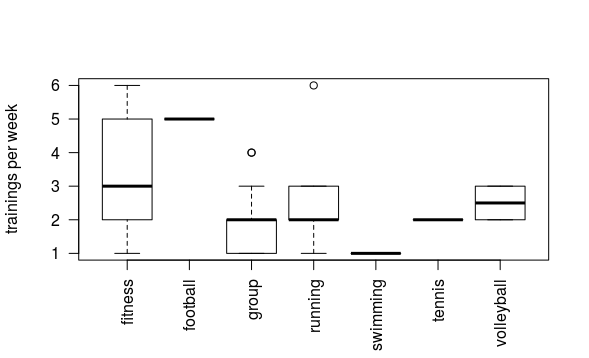 trainings per week
6
5
4
3
2
1
fitness
football
group
running
swimming
tennis
volleyball